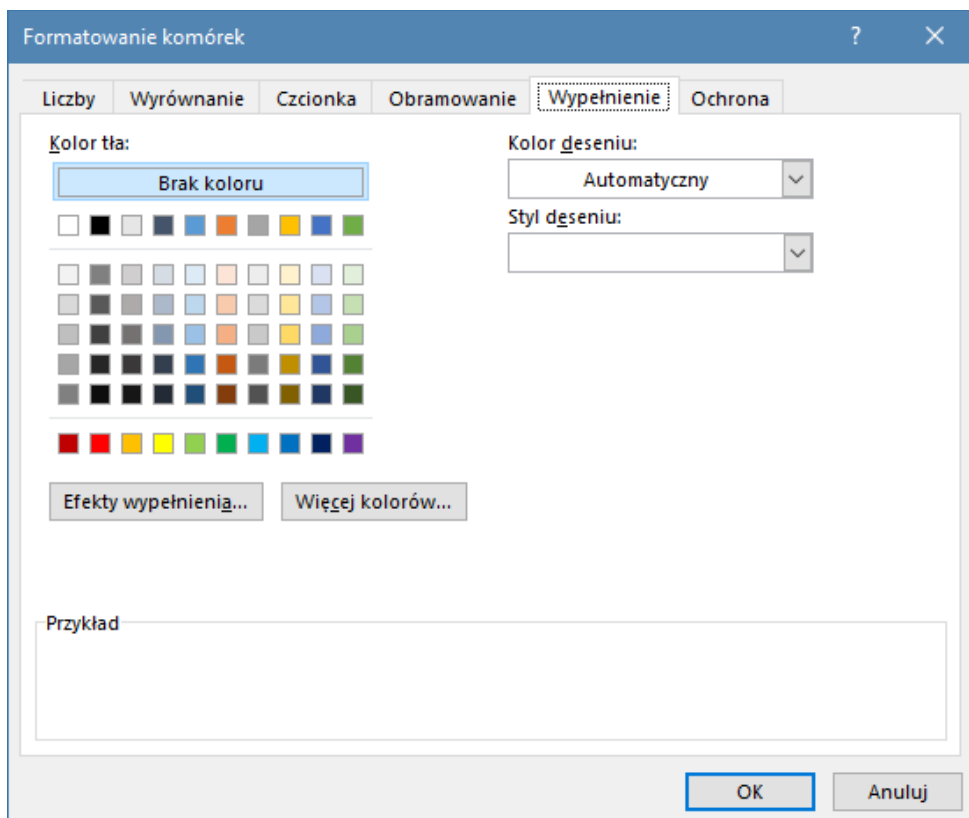 Formatowanie komórek
?
Liczby Wyrównanie Czcionka Obramowanie Wypełnienie Ochrona
Kolor tła:
Brak koloru
Kolor deseniu:
Automatyczny
Styl deseniu:
Efekty wypełnienia... Więcej kolorów...
Przykład
OK Anuluj